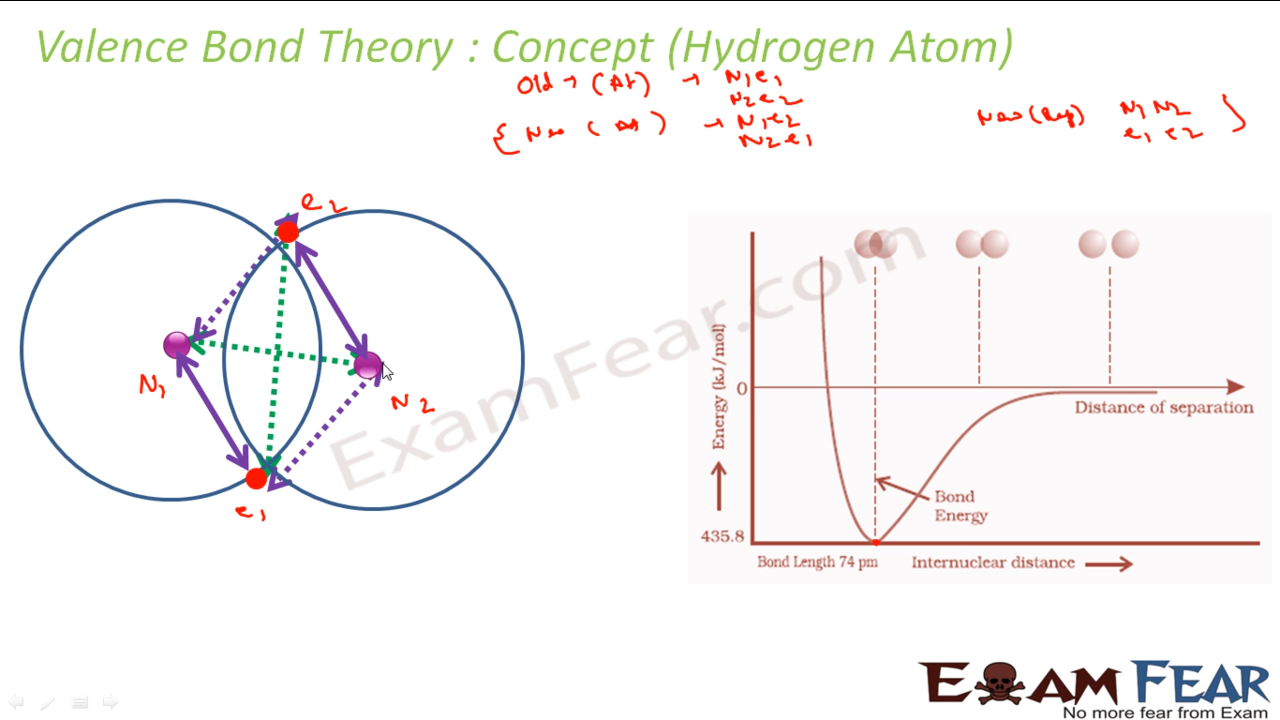 Valence Bond Theory : Concept (Hydrogen Atom)
Old → (At) → N1e1
N2e2
{ New ( At ) → N1e2
N2e1
New (Rep) N1 N2
e1 e2 }
e2
N1
N2
e1
ExamFear.com
Energy (kJ/mol)
0
Distance of separation
Bond
Energy
435.8
Bond Length 74 pm
Internuclear distance
EXAM FEAR
No more fear from Exam